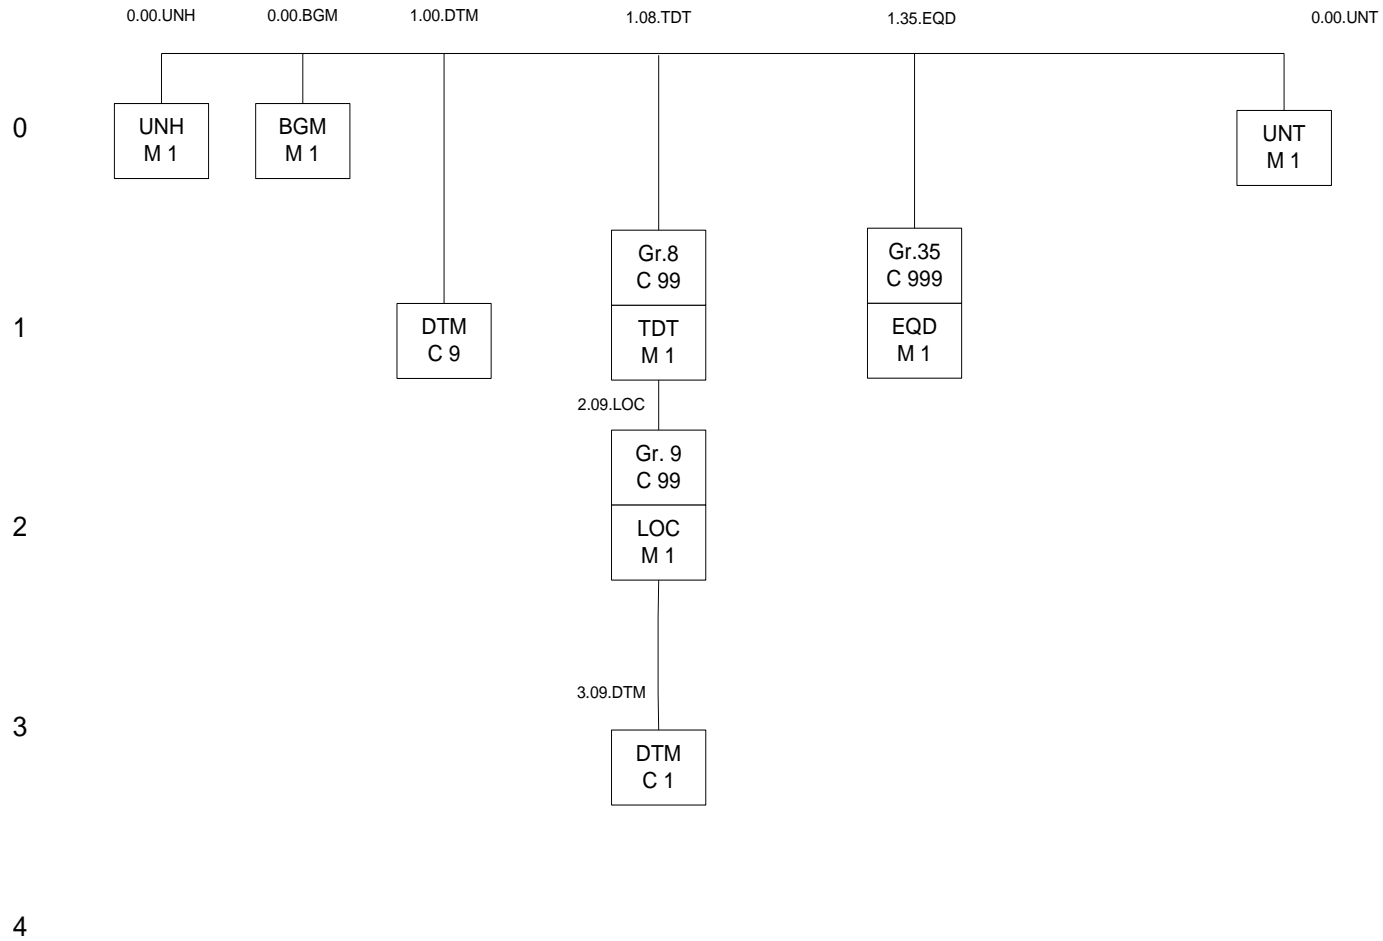 0.00.UNH
0.00.BGM
1.00.DTM
1.08.TDT
1.35.EQD
0.00.UNT
0
UNH
M 1
BGM
M 1
UNT
M 1
Gr.8
C 99
Gr.35
C 999
1
DTM
C 9
TDT
M 1
EQD
M 1
2.09.LOC
Gr. 9
C 99
2
LOC
M 1
3.09.DTM
3
DTM
C 1
4